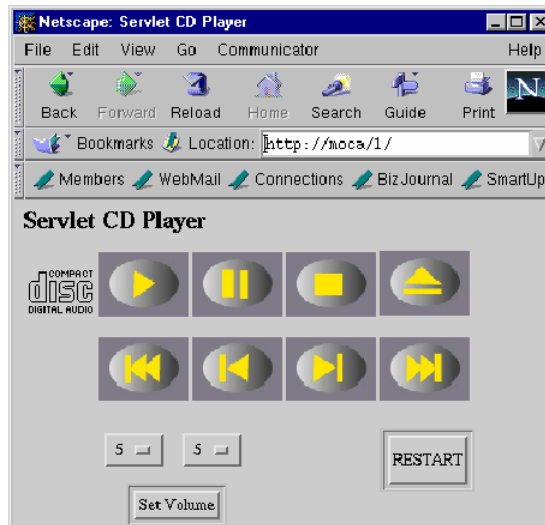 Netscape: Servlet CD Player
File Edit View Go Communicator Help
Back Forward Reload Home Search Guide Print N
Bookmarks Location: http://moca/1/
Members WebMail Connections BizJournal SmartUp
Servlet CD Player
COMPACT
disc
DIGITAL AUDIO
5 5
RESTART
Set Volume